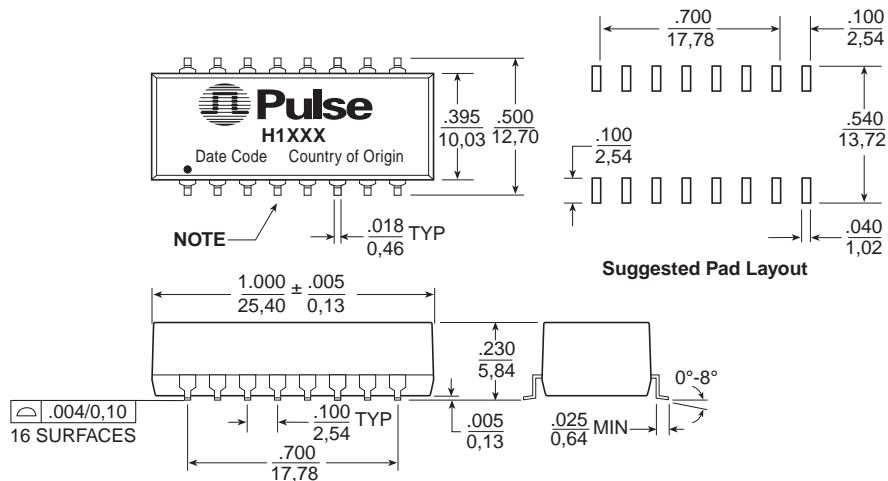 Pulse
H1XXX
Date Code Country of Origin
NOTE
.395
10,03
.500
12,70
.018
0,46 TYP
.700
17,78
.100
2,54
.100
2,54
.540
13,72
.040
1,02
Suggested Pad Layout
1.000 ± .005
25,40 0,13
.230
5,84
0°-8°
.004/0,10
16 SURFACES
.100 TYP
2,54
.005
0,13
.025 MIN
0,64
.700
17,78